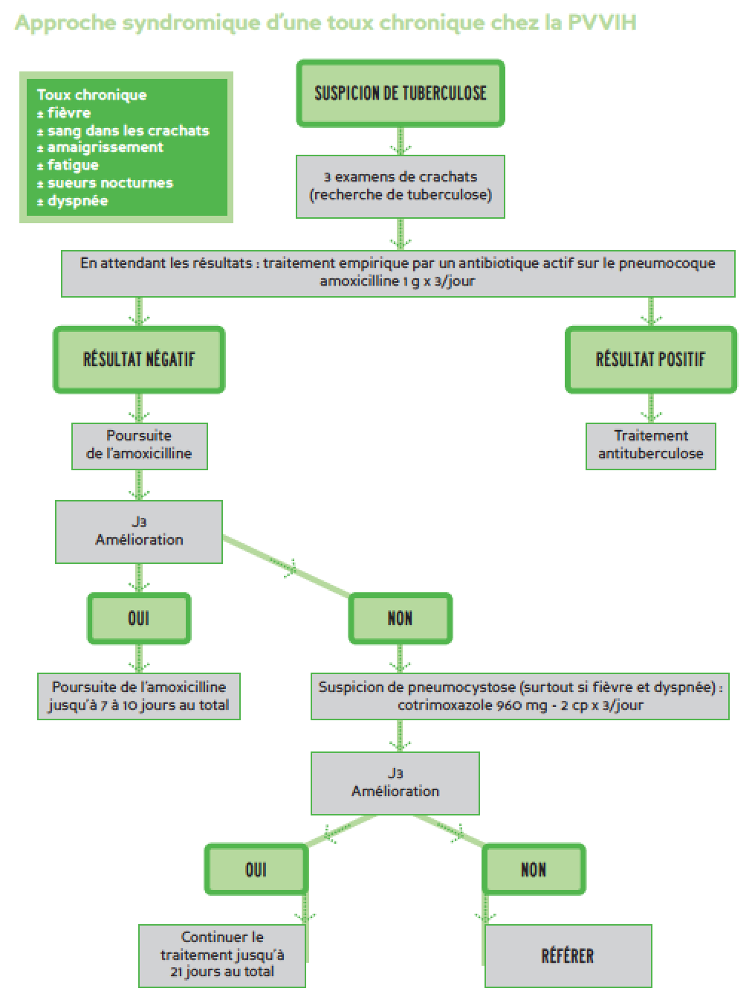 Approche syndromique d'une toux chronique chez la PVVIH
Toux chronique
± fièvre
± sang dans les crachats
± amaigrissement
± fatigue
± sueurs nocturnes
± dyspnée
SUSPICION DE TUBERCULOSE
3 examens de crachats
(recherche de tuberculose)
En attendant les résultats : traitement empirique par un antibiotique actif sur le pneumocoque
amoxicilline 1 g x 3/jour
RÉSULTAT NÉGATIF
RÉSULTAT POSITIF
Poursuite
de l'amoxicilline
Traitement
antituberculose
J3
Amélioration
OUI
NON
Poursuite de l'amoxicilline
jusqu'à 7 à 10 jours au total
Suspicion de pneumocystose (surtout si fièvre et dyspnée) :
cotrimoxazole 960 mg - 2 cp x 3/jour
J3
Amélioration
OUI
NON
Continuer le
traitement jusqu'à
21 jours au total
RÉFÉRER